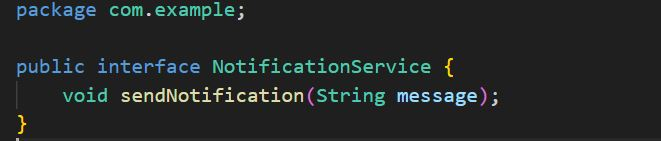 package com.example;
public interface NotificationService {
    void sendNotification(String message);
}